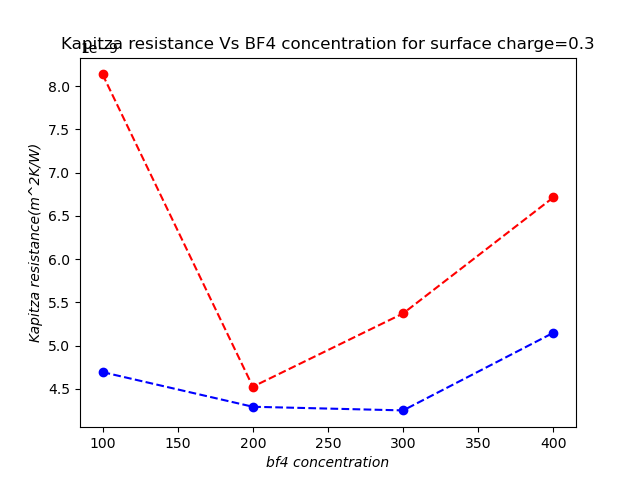 Kapitza resistance Vs BF4 concentration for surface charge=0.3
1e−9
8.0
7.5
7.0
6.5
6.0
5.5
5.0
4.5
Kapitza resistance(m^2K/W)
100 150 200 250 300 350 400
bf4 concentration